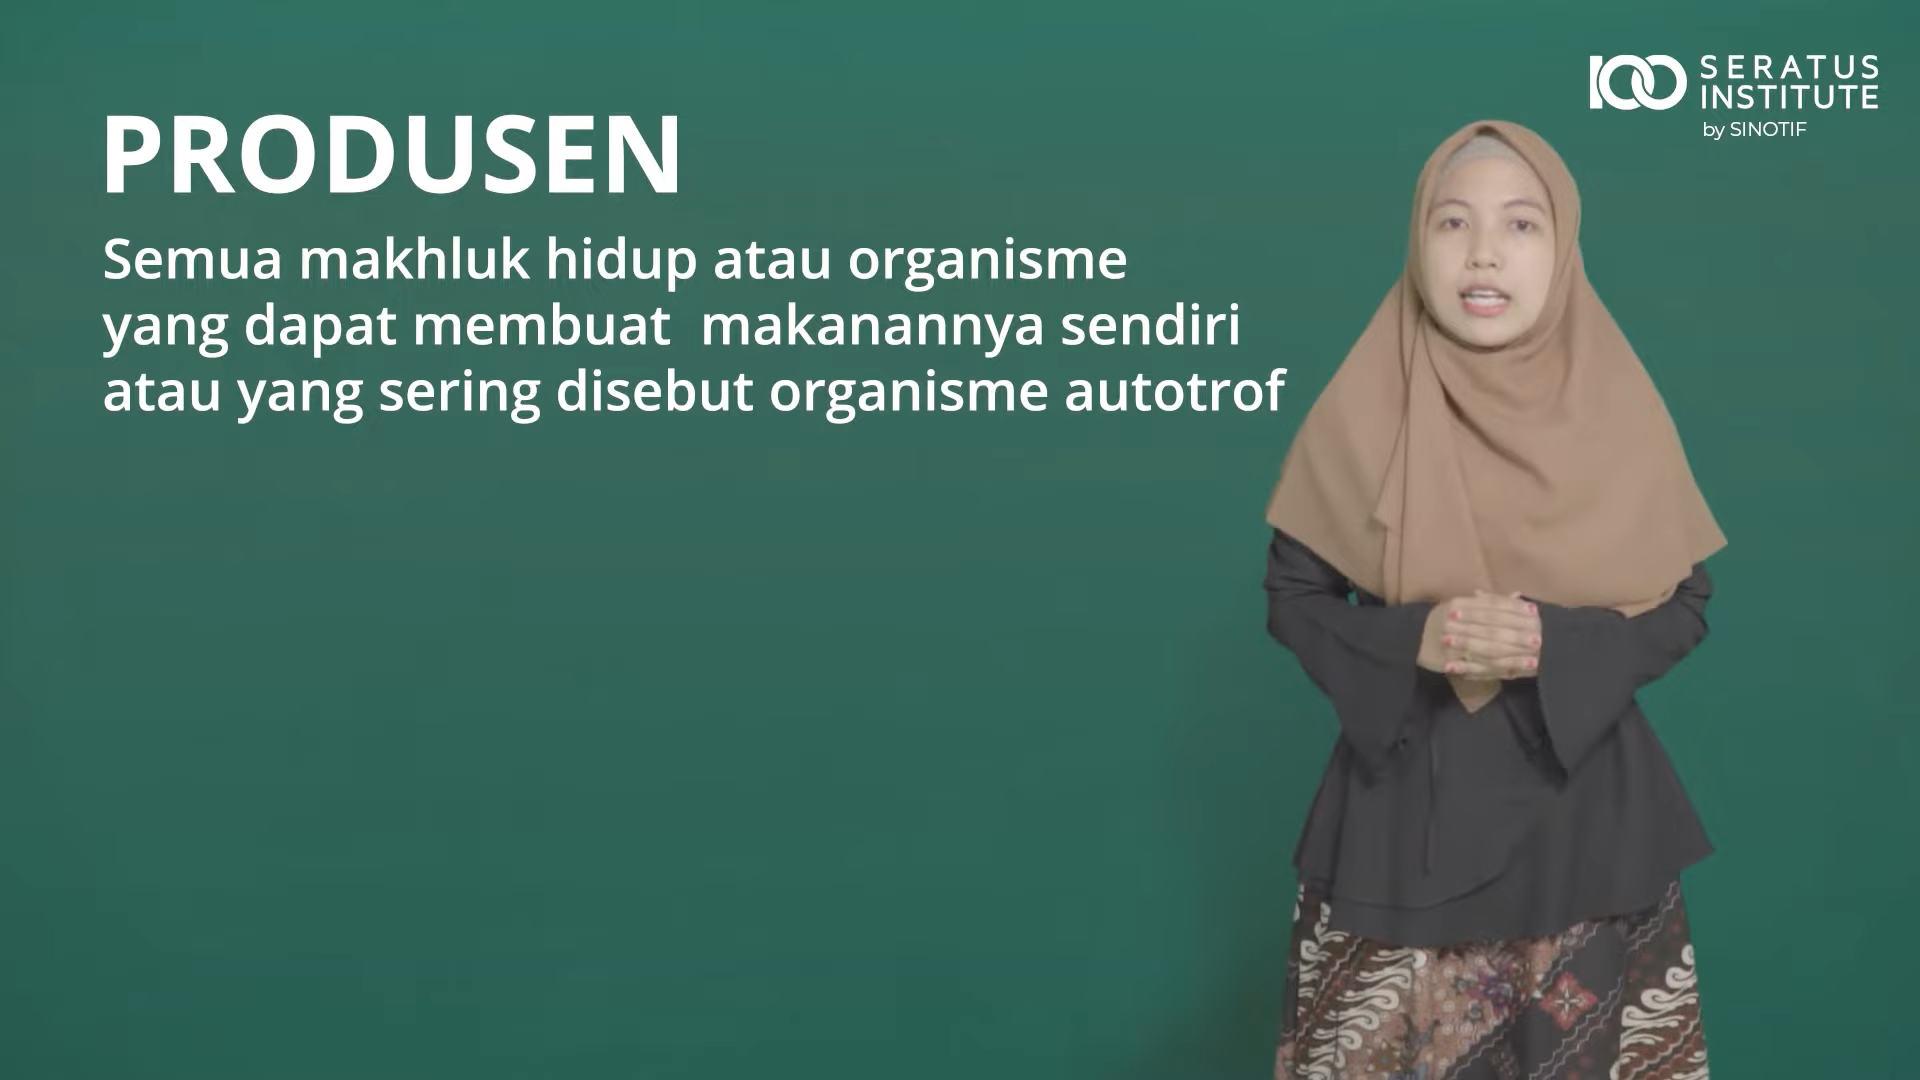 PRODUSEN
Semua makhluk hidup atau organisme
yang dapat membuat  makanannya sendiri
atau yang sering disebut organisme autotrof
100 SERATUS
INSTITUTE
by SINOTIF